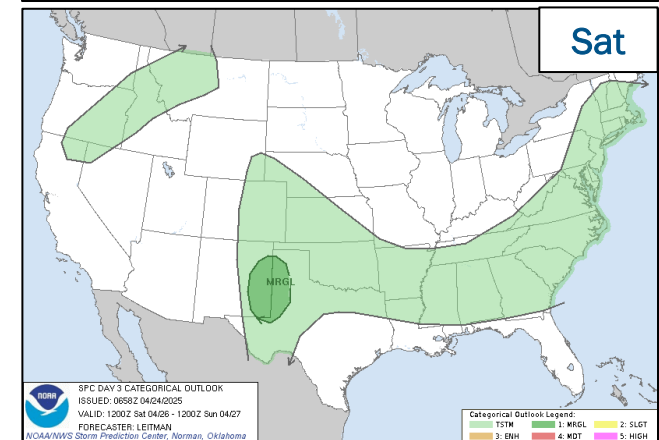 Sat
MRGL
NOAA
SPC DAY 3 CATEGORICAL OUTLOOK
ISSUED: 0658Z 04/24/2025
VALID: 1200Z Sat 04/26 - 1200Z Sun 04/27
FORECASTER: LEITMAN
NOAA/NWS Storm Prediction Center, Norman, Oklahoma
Categorical Outlook Legend:
TSTM 1: MRGL 2: SLGT
3: ENH 4: MDT 5: HIGH